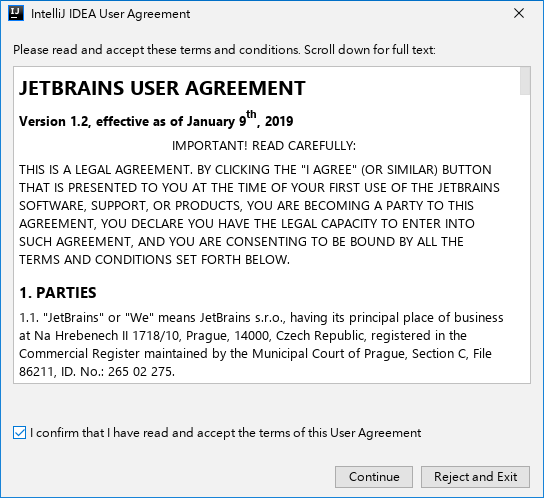 IJ
IntelliJ IDEA User Agreement
Please read and accept these terms and conditions. Scroll down for full text:
JETBRAINS USER AGREEMENT
Version 1.2, effective as of January 9th, 2019
IMPORTANT! READ CAREFULLY:
THIS IS A LEGAL AGREEMENT. BY CLICKING THE "I AGREE" (OR SIMILAR) BUTTON
THAT IS PRESENTED TO YOU AT THE TIME OF YOUR FIRST USE OF THE JETBRAINS
SOFTWARE, SUPPORT, OR PRODUCTS, YOU ARE BECOMING A PARTY TO THIS
AGREEMENT, YOU DECLARE YOU HAVE THE LEGAL CAPACITY TO ENTER INTO
SUCH AGREEMENT, AND YOU ARE CONSENTING TO BE BOUND BY ALL THE
TERMS AND CONDITIONS SET FORTH BELOW.
1. PARTIES
1.1. "JetBrains" or "We" means JetBrains s.r.o., having its principal place of business
at Na Hrebenech II 1718/10, Prague, 14000, Czech Republic, registered in the
Commercial Register maintained by the Municipal Court of Prague, Section C, File
86211, ID. No.: 265 02 275.
I confirm that I have read and accept the terms of this User Agreement
Continue
Reject and Exit